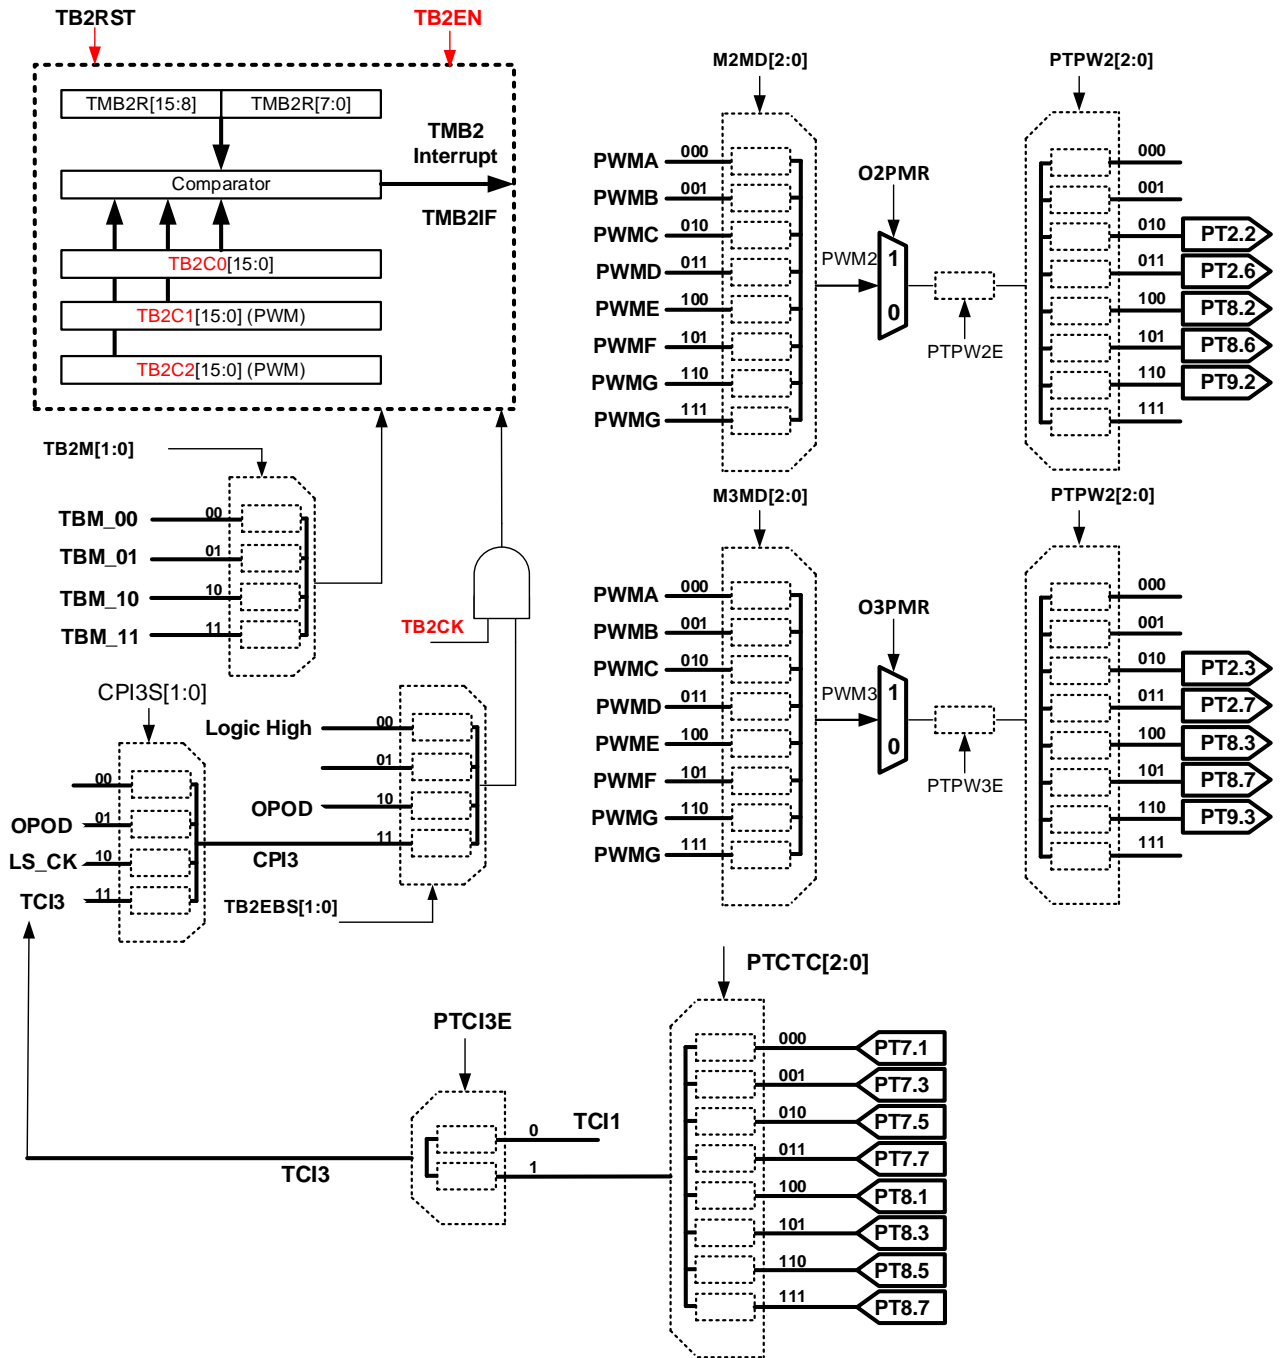 TB2RST
TB2EN
TMB2R[15:8]
TMB2R[7:0]
TMB2
Interrupt
Comparator
TMB2IF
TB2C0[15:0]
TB2C1[15:0] (PWM)
TB2C2[15:0] (PWM)
TB2M[1:0]
TBM_00
00
TBM_01
01
TBM_10
10
TBM_11
11
TB2CK
CPI3S[1:0]
Logic High
00
01
OPOD
10
11
00
OPOD
01
LS_CK
10
CPI3
TCI3
11
TB2EBS[1:0]
M2MD[2:0]
PTPW2[2:0]
PWMA
000
PWMB
001
PWMC
010
PWMD
011
PWME
100
PWMF
101
PWMG
110
PWMG
111
O2PMR
PWM2
1
0
PTPW2E
000
001
010
PT2.2
011
PT2.6
100
PT8.2
101
PT8.6
110
PT9.2
111
M3MD[2:0]
PTPW2[2:0]
PWMA
000
PWMB
001
PWMC
010
PWMD
011
PWME
100
PWMF
101
PWMG
110
PWMG
111
O3PMR
PWM3
1
0
PTPW3E
000
001
010
PT2.3
011
PT2.7
100
PT8.3
101
PT8.7
110
PT9.3
111
PTCTC[2:0]
PTCI3E
0
TCI1
1
TCI3
000
PT7.1
001
PT7.3
010
PT7.5
011
PT7.7
100
PT8.1
101
PT8.3
110
PT8.5
111
PT8.7